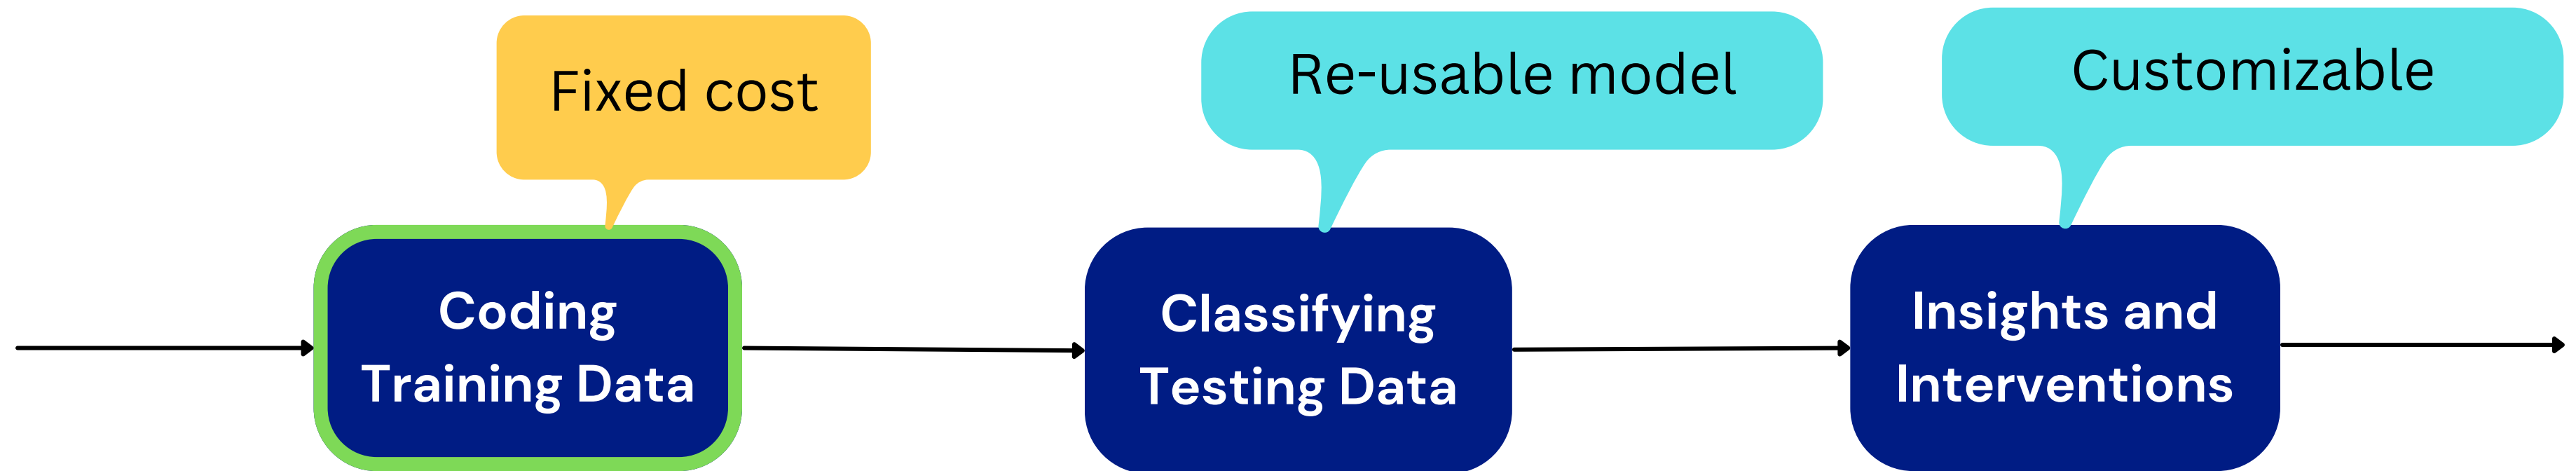 Fixed cost
Re-usable model
Customizable
Coding
Training Data
Classifying
Testing Data
Insights and
Interventions